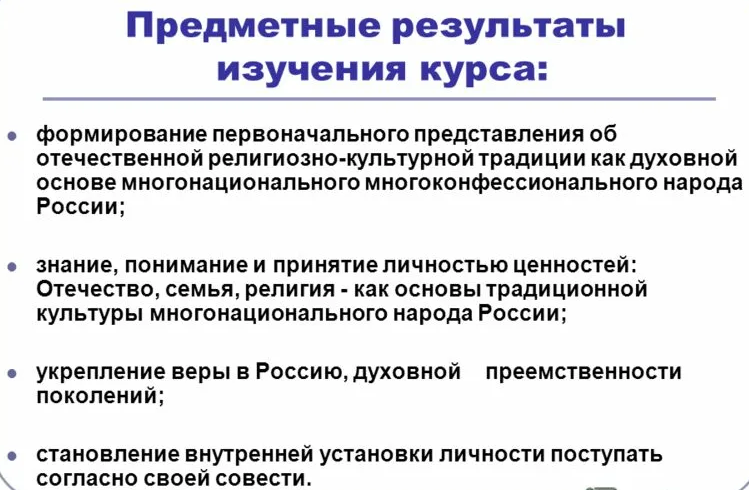 Предметные результаты
изучения курса:
формирование первоначального представления об
отечественной религиозно-культурной традиции как духовной
основе многонационального многоконфессионального народа
России;
знание, понимание и принятие личностью ценностей:
Отечество, семья, религия - как основы традиционной
культуры многонационального народа России;
укрепление веры в Россию, духовной преемственности
поколений;
становление внутренней установки личности поступать
согласно своей совести.